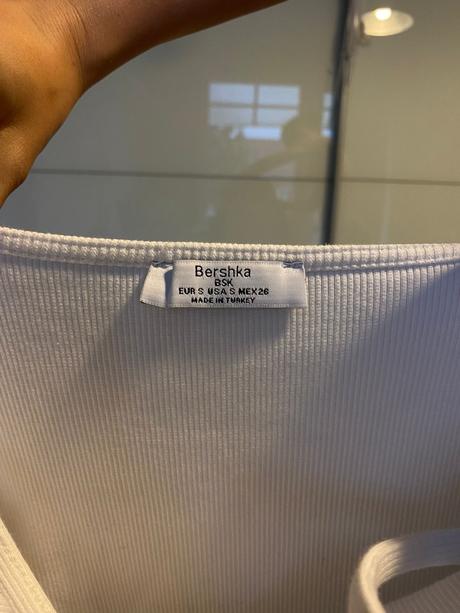 Bershka
BSK
EUR S USA S MEX26
MADE IN TURKEY